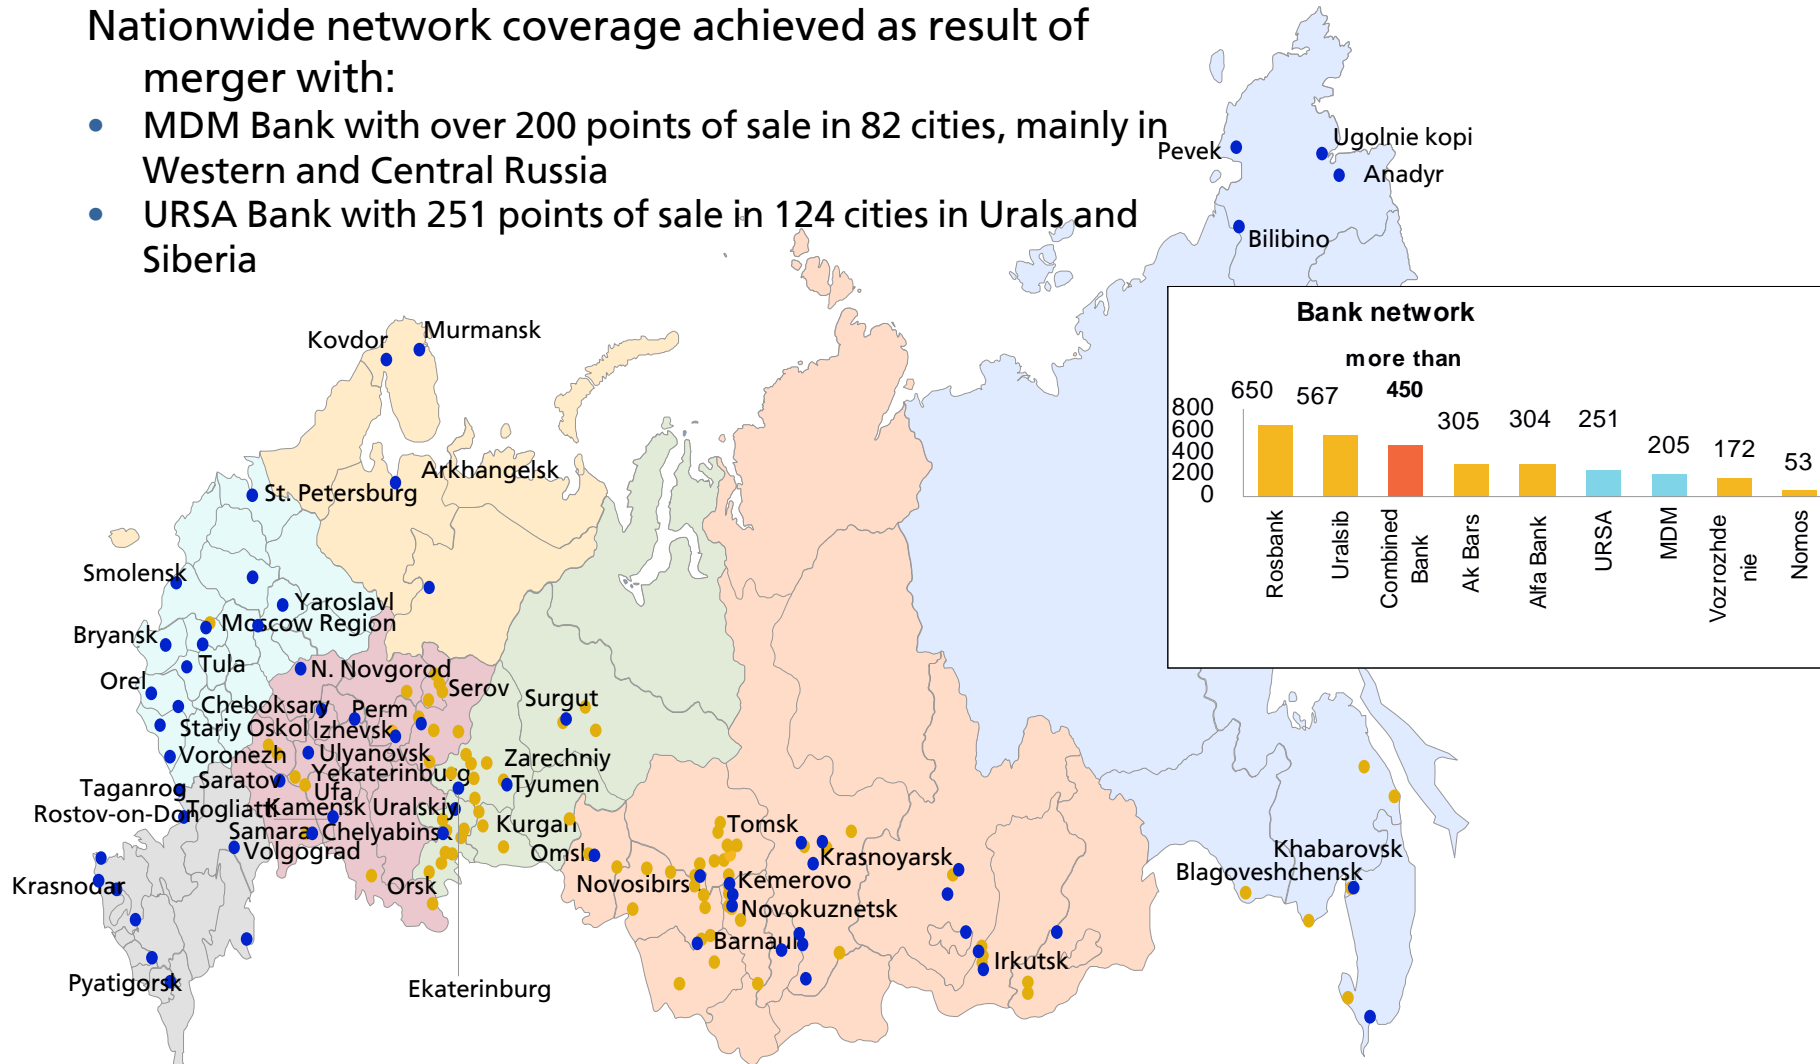 Nationwide network coverage achieved as result of
merger with:
• MDM Bank with over 200 points of sale in 82 cities, mainly in
Western and Central Russia
• URSA Bank with 251 points of sale in 124 cities in Urals and
Siberia
Pevek
Ugolnie kopi
Anadyr
Bilibino
Bank network
more than
450
650
567
305
304
251
205
172
53
800
600
400
200
0
Rosbank
Uralsib
Combined
Bank
Ak Bars
Alfa Bank
URSA
MDM
Vozrozhde
nie
Nomos
Kovdor
Murmansk
Arkhangelsk
St. Petersburg
Smolensk
Yaroslavl
Moscow Region
Bryansk
Tula
N. Novgorod
Orel
Serov
Surgut
Cheboksary
Perm
Stariy Oskol
Izhevsk
Voronezh
Ulyanovsk
Zarechniy
Saratov
Yekaterinburg
Tyumen
Taganrog
Ufa
Rostov-on-Don
Togliatti
Kamensk Uralskiy
Samara
Chelyabinsk
Kurgan
Tomsk
Volgograd
Omsk
Krasnoyarsk
Khabarovsk
Blagoveshchensk
Krasnodar
Orsk
Novosibirsk
Kemerovo
Novokuznetsk
Barnaul
Irkutsk
Pyatigorsk
Ekaterinburg